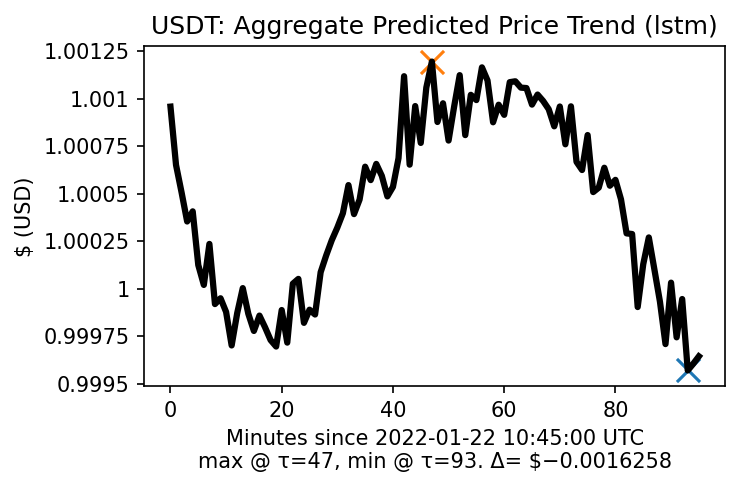 USDT: Aggregate Predicted Price Trend (lstm)
$ (USD)
1.00125
1.001
1.00075
1.0005
1.00025
1
0.99975
0.9995
0 20 40 60 80
Minutes since 2022-01-22 10:45:00 UTC
max @ τ=47, min @ τ=93. Δ= $−0.0016258